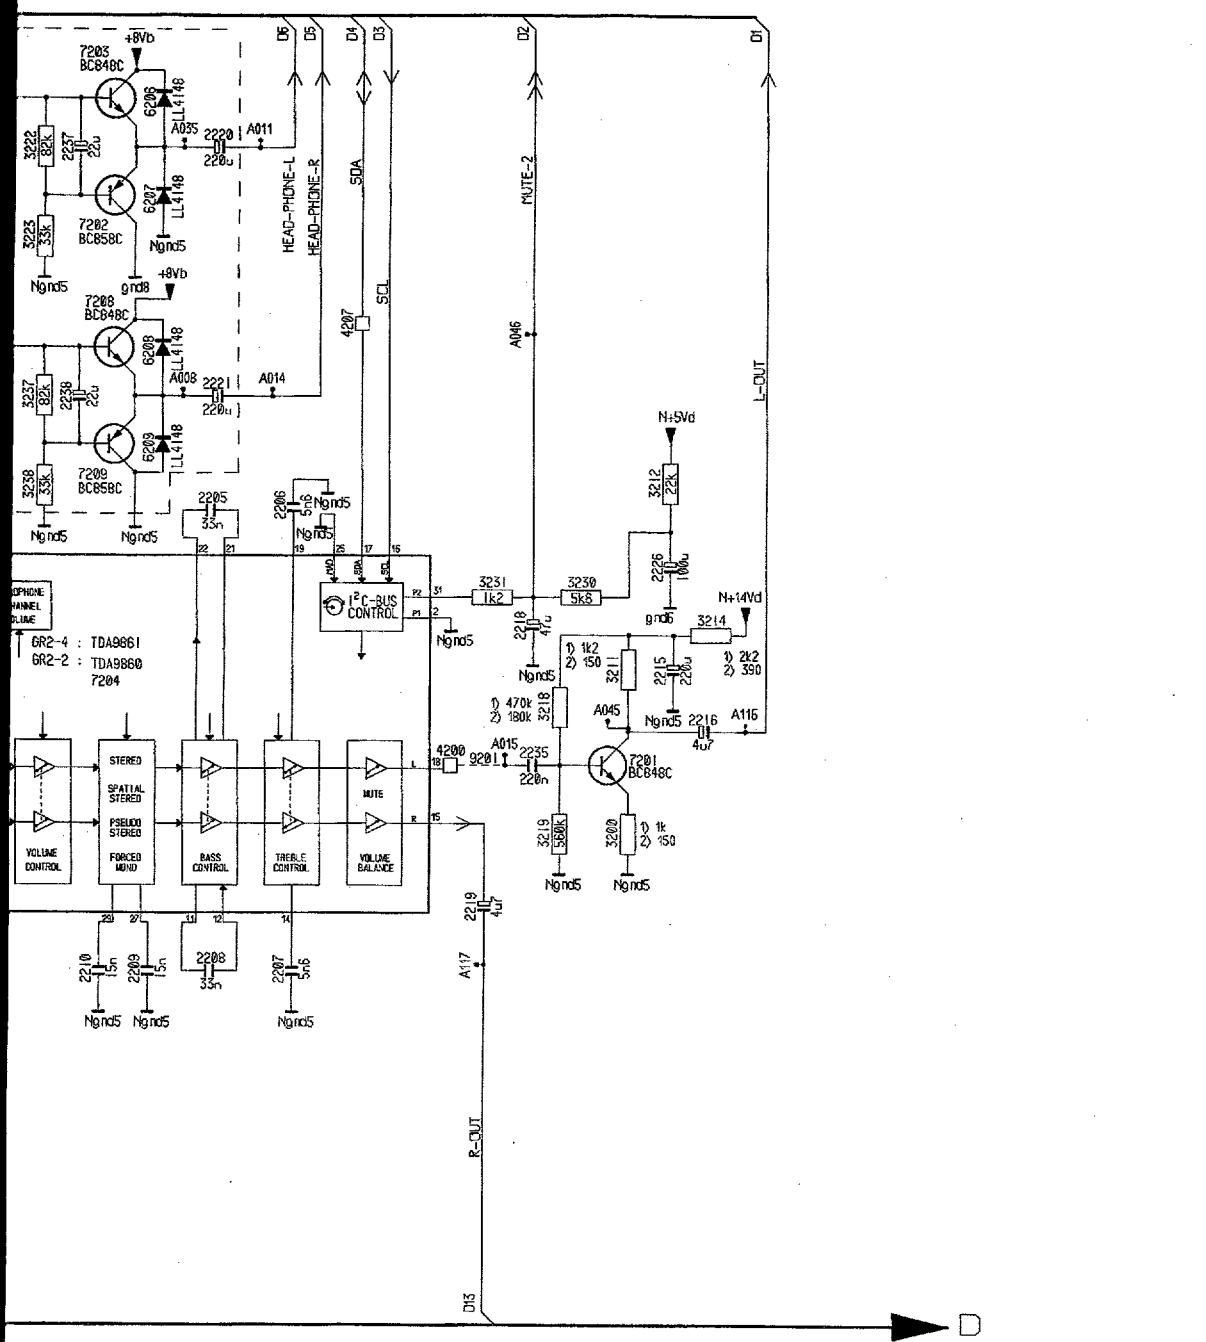 D6
D5
D4
D3
D2
D1
+8Vb
7203
BC848C
6206
LL4148
A035
2220
220u
A011
3222
82k
2237
22u
6207
LL4148
7202
BC858C
3223
33k
Ngnd5
Ngnd5
gnd8
+8Vb
HEAD-PHONE-L
HEAD-PHONE-R
SDA
SCL
MUTE-2
4207
A046
L-OUT
7208
BC848C
6208
LL4148
A008
2221
220u
A014
3237
82k
2238
22u
6209
LL4148
7209
BC858C
3238
33k
Ngnd5
Ngnd5
N+5Vd
3212
22k
2226
100u
gnd6
2205
33n
2206
5n6
Ngnd5
Ngnd5
22
21
19
26
17
16
MAD
SDA
SCL
I²C-BUS
CONTROL
P2
31
P1
2
Ngnd5
3231
1k2
3230
5k6
2218
47u
Ngnd5
N+14Vd
3214
1) 2k2
2) 390
1) 1k2
2) 150
3211
2215
220u
Ngnd5
1) 470k
2) 180k
3218
A045
2216
4u7
A116
GR2-4 : TDA9861
GR2-2 : TDA9860
7204
VOLUME
CONTROL
STEREO
SPATIAL
STEREO
PSEUDO
STEREO
FORCED
MONO
BASS
CONTROL
TREBLE
CONTROL
MUTE
VOLUME
BALANCE
L
18
4200
9201
A015
2235
220n
7201
BC848C
R
15
3219
560k
Ngnd5
3200
1) 1k
2) 150
Ngnd5
29
27
11
12
14
2210
15n
2209
15n
2208
33n
2207
5n6
Ngnd5
Ngnd5
Ngnd5
2219
4u7
A117
R-OUT
D13
D